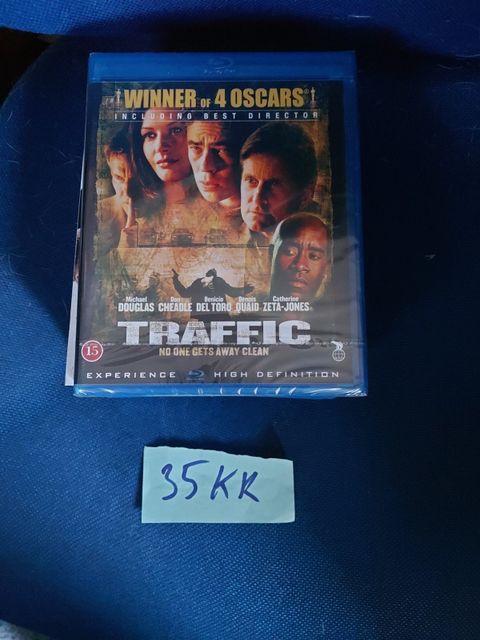 WINNER OF 4 OSCARS®
INCLUDING BEST DIRECTOR
Michael DOUGLAS
Don CHEADLE
Benicio DEL TORO
Dennis QUAID
Catherine ZETA-JONES
TRAFFIC
NO ONE GETS AWAY CLEAN
15
EXPERIENCE HIGH DEFINITION
35 KR